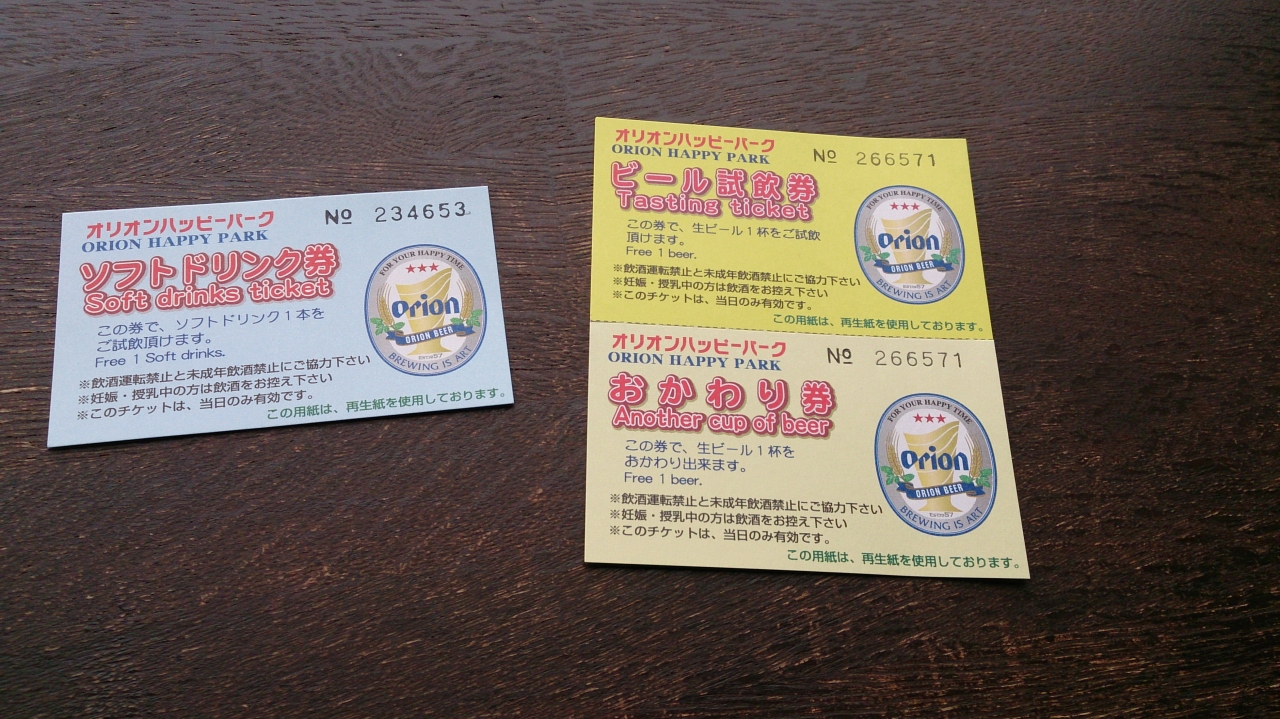 オリオンハッピーパーク
ORION HAPPY PARK
№ 234653
ソフトドリンク券
Soft drinks ticket
この券で、ソフトドリンク1本を
ご試飲頂けます。
Free 1 Soft drinks.
※飲酒運転禁止と未成年飲酒禁止にご協力下さい
※妊娠・授乳中の方は飲酒をお控え下さい
※このチケットは、当日のみ有効です。
この用紙は、再生紙を使用しております。
FOR YOUR HAPPY TIME
Orion
ORION BEER
BREWING IS ART
オリオンハッピーパーク
ORION HAPPY PARK
№ 266571
ビール試飲券
Tasting ticket
この券で、生ビール1杯をご試飲
頂けます。
Free 1 beer.
※飲酒運転禁止と未成年飲酒禁止にご協力下さい
※妊娠・授乳中の方は飲酒をお控え下さい
※このチケットは、当日のみ有効です。
この用紙は、再生紙を使用しております。
FOR YOUR HAPPY TIME
Orion
ORION BEER
BREWING IS ART
オリオンハッピーパーク
ORION HAPPY PARK
№ 266571
おかわり券
Another cup of beer
この券で、生ビール1杯を
おかわり出来ます。
Free 1 beer.
※飲酒運転禁止と未成年飲酒禁止にご協力下さい
※妊娠・授乳中の方は飲酒をお控え下さい
※このチケットは、当日のみ有効です。
この用紙は、再生紙を使用しております。
FOR YOUR HAPPY TIME
Orion
ORION BEER
BREWING IS ART